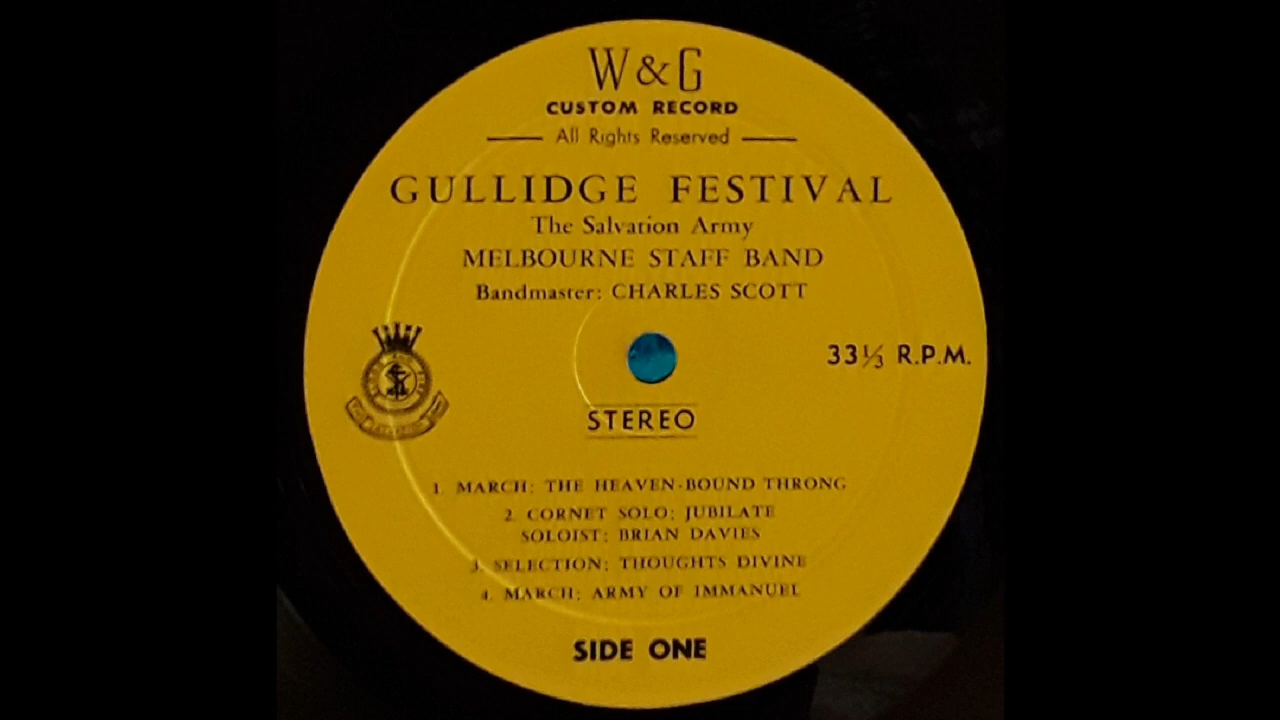 W&G
CUSTOM RECORD
All Rights Reserved
GULLIDGE FESTIVAL
The Salvation Army
MELBOURNE STAFF BAND
Bandmaster: CHARLES SCOTT
33⅓ R.P.M.
STEREO
1. MARCH: THE HEAVEN-BOUND THRONG
2. CORNET SOLO: JUBILATE
SOLOIST: BRIAN DAVIES
3. SELECTION: THOUGHTS DIVINE
4. MARCH: ARMY OF IMMANUEL
SIDE ONE